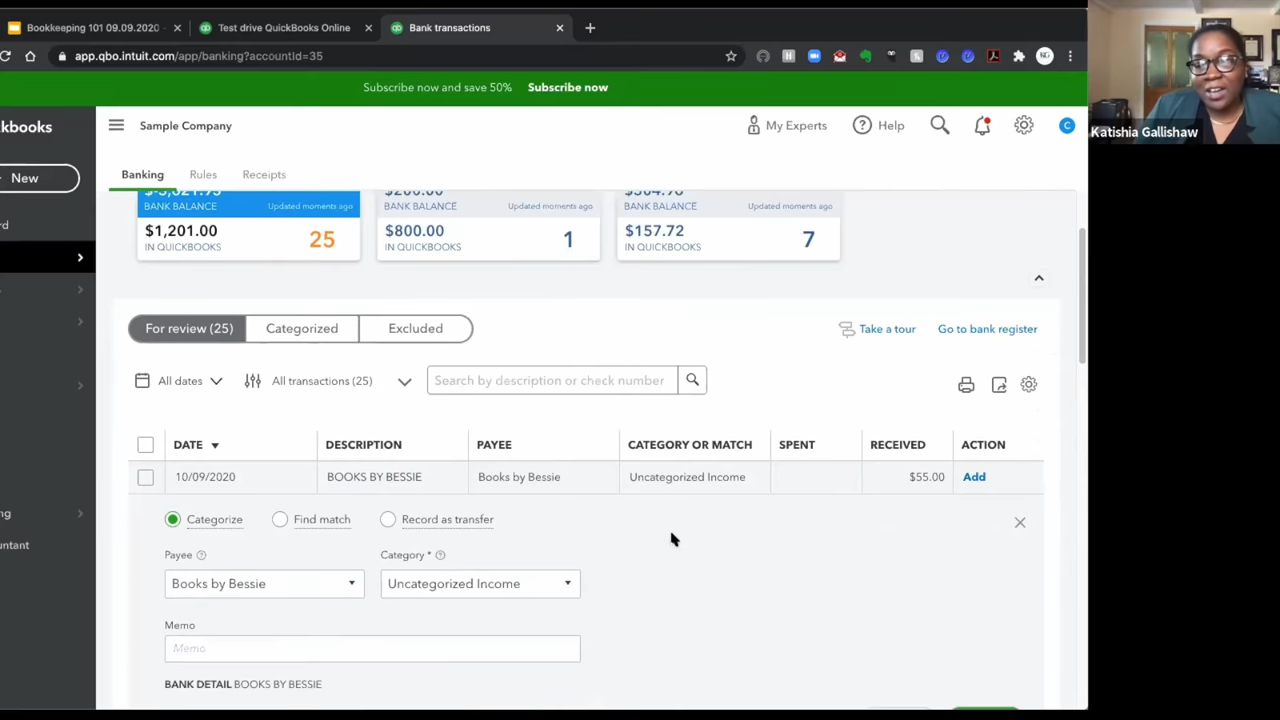 Bookkeeping 101 09.09.2020 -
Test drive QuickBooks Online
Bank transactions
app.qbo.intuit.com/app/banking?accountId=35
Subscribe now and save 50% Subscribe now
kbooks
Sample Company
My Experts
Help
C
Katishia Gallishaw
New
Banking Rules Receipts
rd
BANK BALANCE Updated moments ago
BANK BALANCE Updated moments ago
BANK BALANCE Updated moments ago
$1,201.00
IN QUICKBOOKS
25
$800.00
IN QUICKBOOKS
1
$157.72
IN QUICKBOOKS
7
For review (25) Categorized Excluded
Take a tour Go to bank register
All dates All transactions (25) Search by description or check number
DATE DESCRIPTION PAYEE CATEGORY OR MATCH SPENT RECEIVED ACTION
10/09/2020 BOOKS BY BESSIE Books by Bessie Uncategorized Income $55.00 Add
ng
Categorize Find match Record as transfer
ntant
Payee Category *
Books by Bessie Uncategorized Income
Memo
Memo
BANK DETAIL BOOKS BY BESSIE